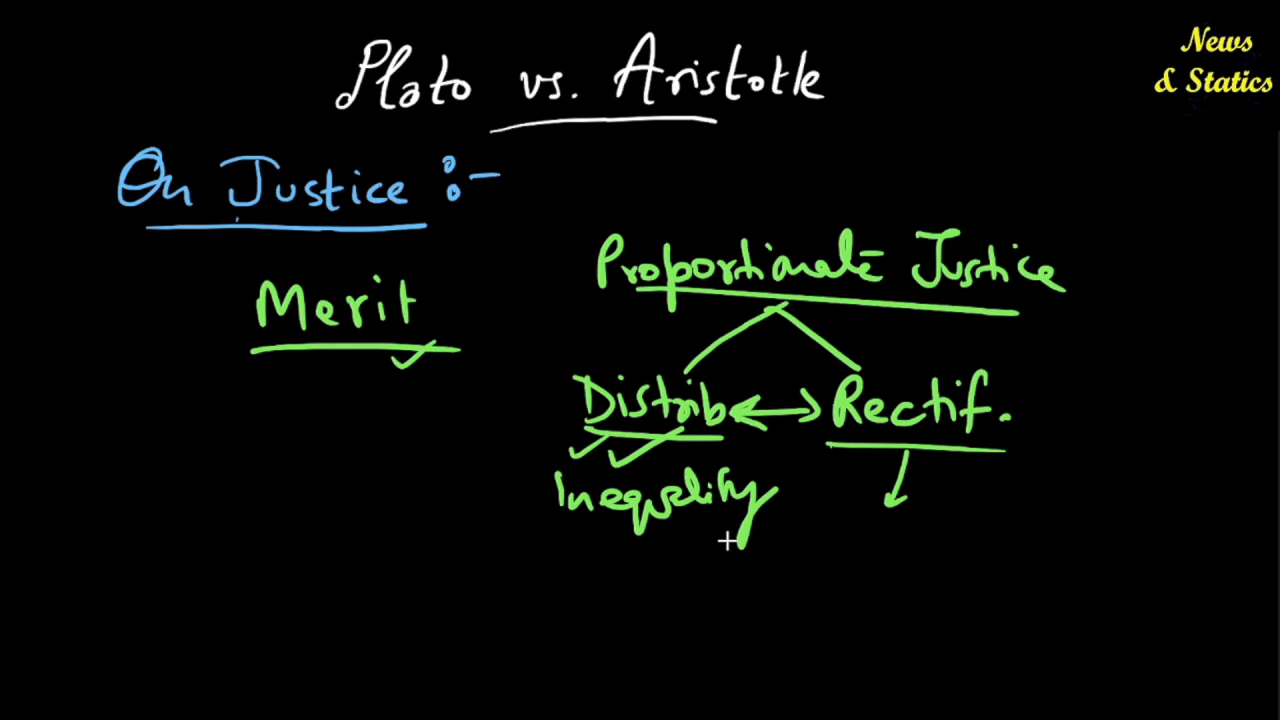 Plato vs. Aristotle
News
& Statics
On Justice :-
Proportionate Justice
Merit
Distrib Rectif.
Inequality